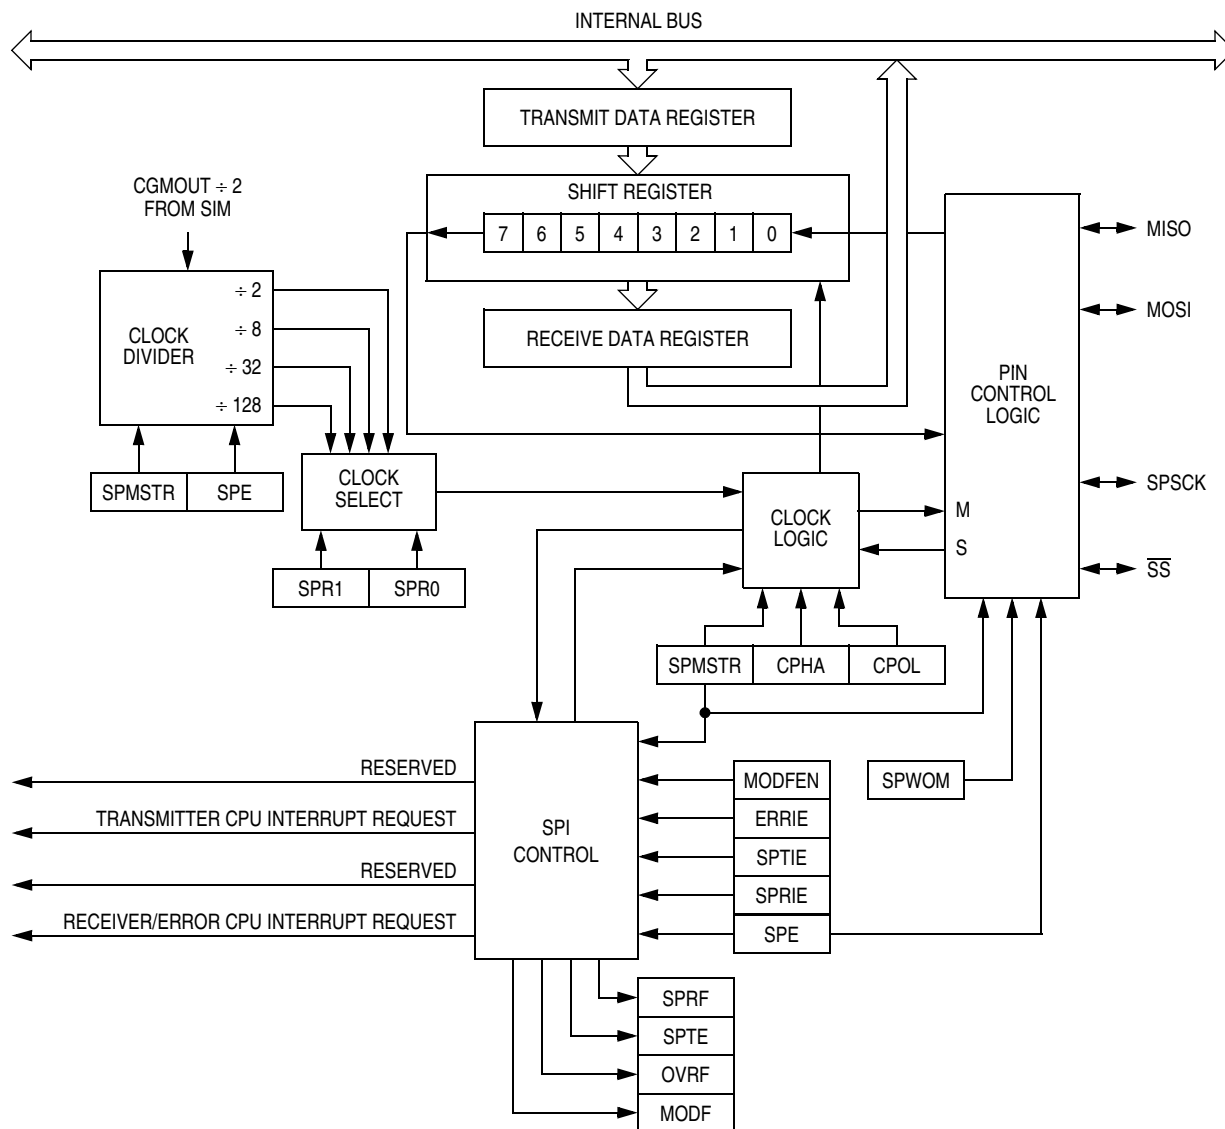 INTERNAL BUS
TRANSMIT DATA REGISTER
CGMOUT ÷ 2
FROM SIM
SHIFT REGISTER
7 6 5 4 3 2 1 0
MISO
÷ 2
÷ 8
÷ 32
÷ 128
CLOCK
DIVIDER
RECEIVE DATA REGISTER
MOSI
PIN
CONTROL
LOGIC
SPMSTR SPE
CLOCK
SELECT
SPR1 SPR0
CLOCK
LOGIC
M
S
SPSCK
SS
SPMSTR CPHA CPOL
RESERVED
TRANSMITTER CPU INTERRUPT REQUEST
RESERVED
RECEIVER/ERROR CPU INTERRUPT REQUEST
SPI
CONTROL
MODFEN
ERRIE
SPTIE
SPRIE
SPE
SPWOM
SPRF
SPTE
OVRF
MODF